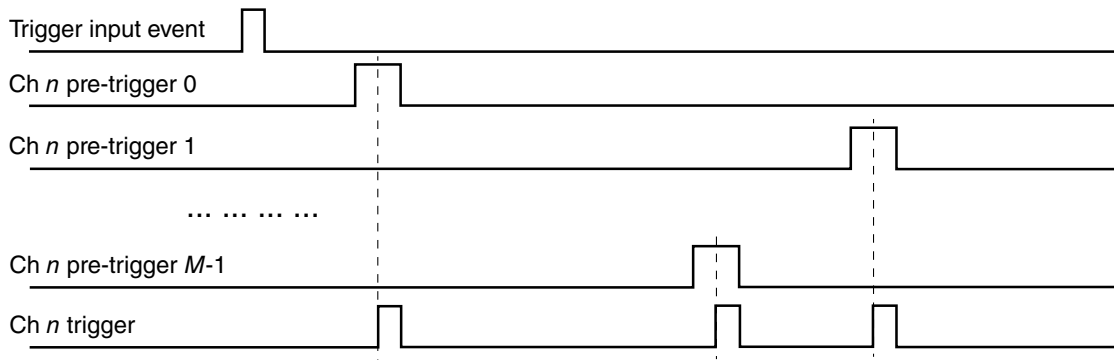 Trigger input event
Ch n pre-trigger 0
Ch n pre-trigger 1
... ... ... ...
Ch n pre-trigger M-1
Ch n trigger